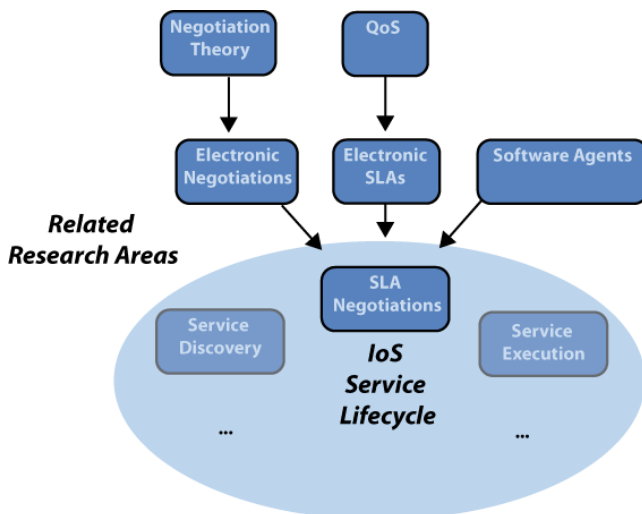 Negotiation
Theory
QoS
Electronic
Negotiations
Electronic
SLAs
Software Agents
Related
Research Areas
SLA
Negotiations
Service
Discovery
Service
Execution
IoS
Service
Lifecycle
...
...